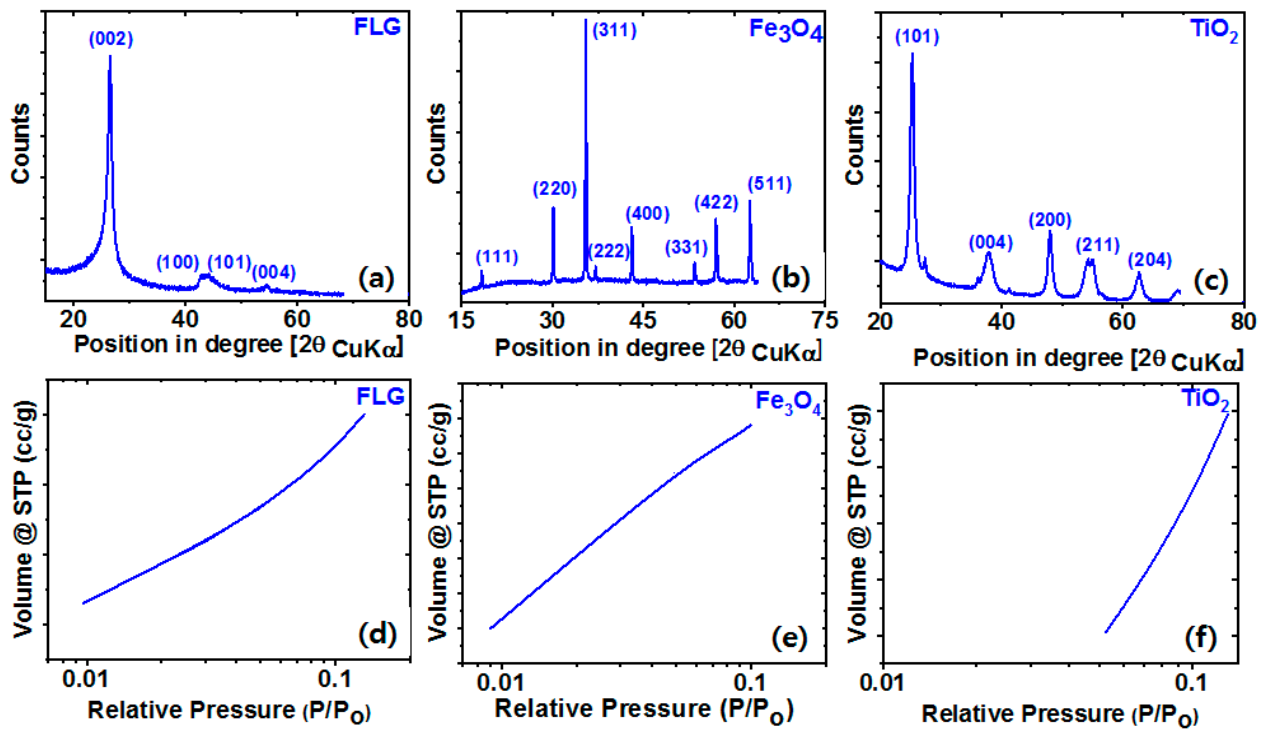 FLG
(002)
(100)
(101)
(004)
(a)
Counts
20
40
60
80
Position in degree [2θ CuKα]
Fe3O4
(311)
(220)
(511)
(400)
(422)
(222)
(331)
(111)
(b)
Counts
15
30
45
60
75
Position in degree [2θ CuKα]
TiO2
(101)
(004)
(200)
(211)
(204)
(c)
Counts
20
40
60
80
Position in degree [2θ CuKα]
FLG
Volume @ STP (cc/g)
(d)
0.01
0.1
Relative Pressure (P/PO)
Fe3O4
Volume @ STP (cc/g)
(e)
0.01
0.1
Relative Pressure (P/PO)
TiO2
Volume @ STP (cc/g)
(f)
0.01
0.1
Relative Pressure (P/PO)